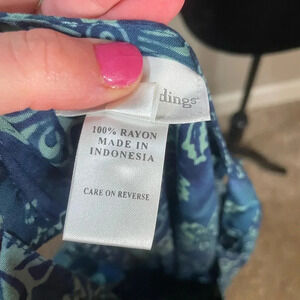 dings
100% RAYON
MADE IN
INDONESIA
CARE ON REVERSE